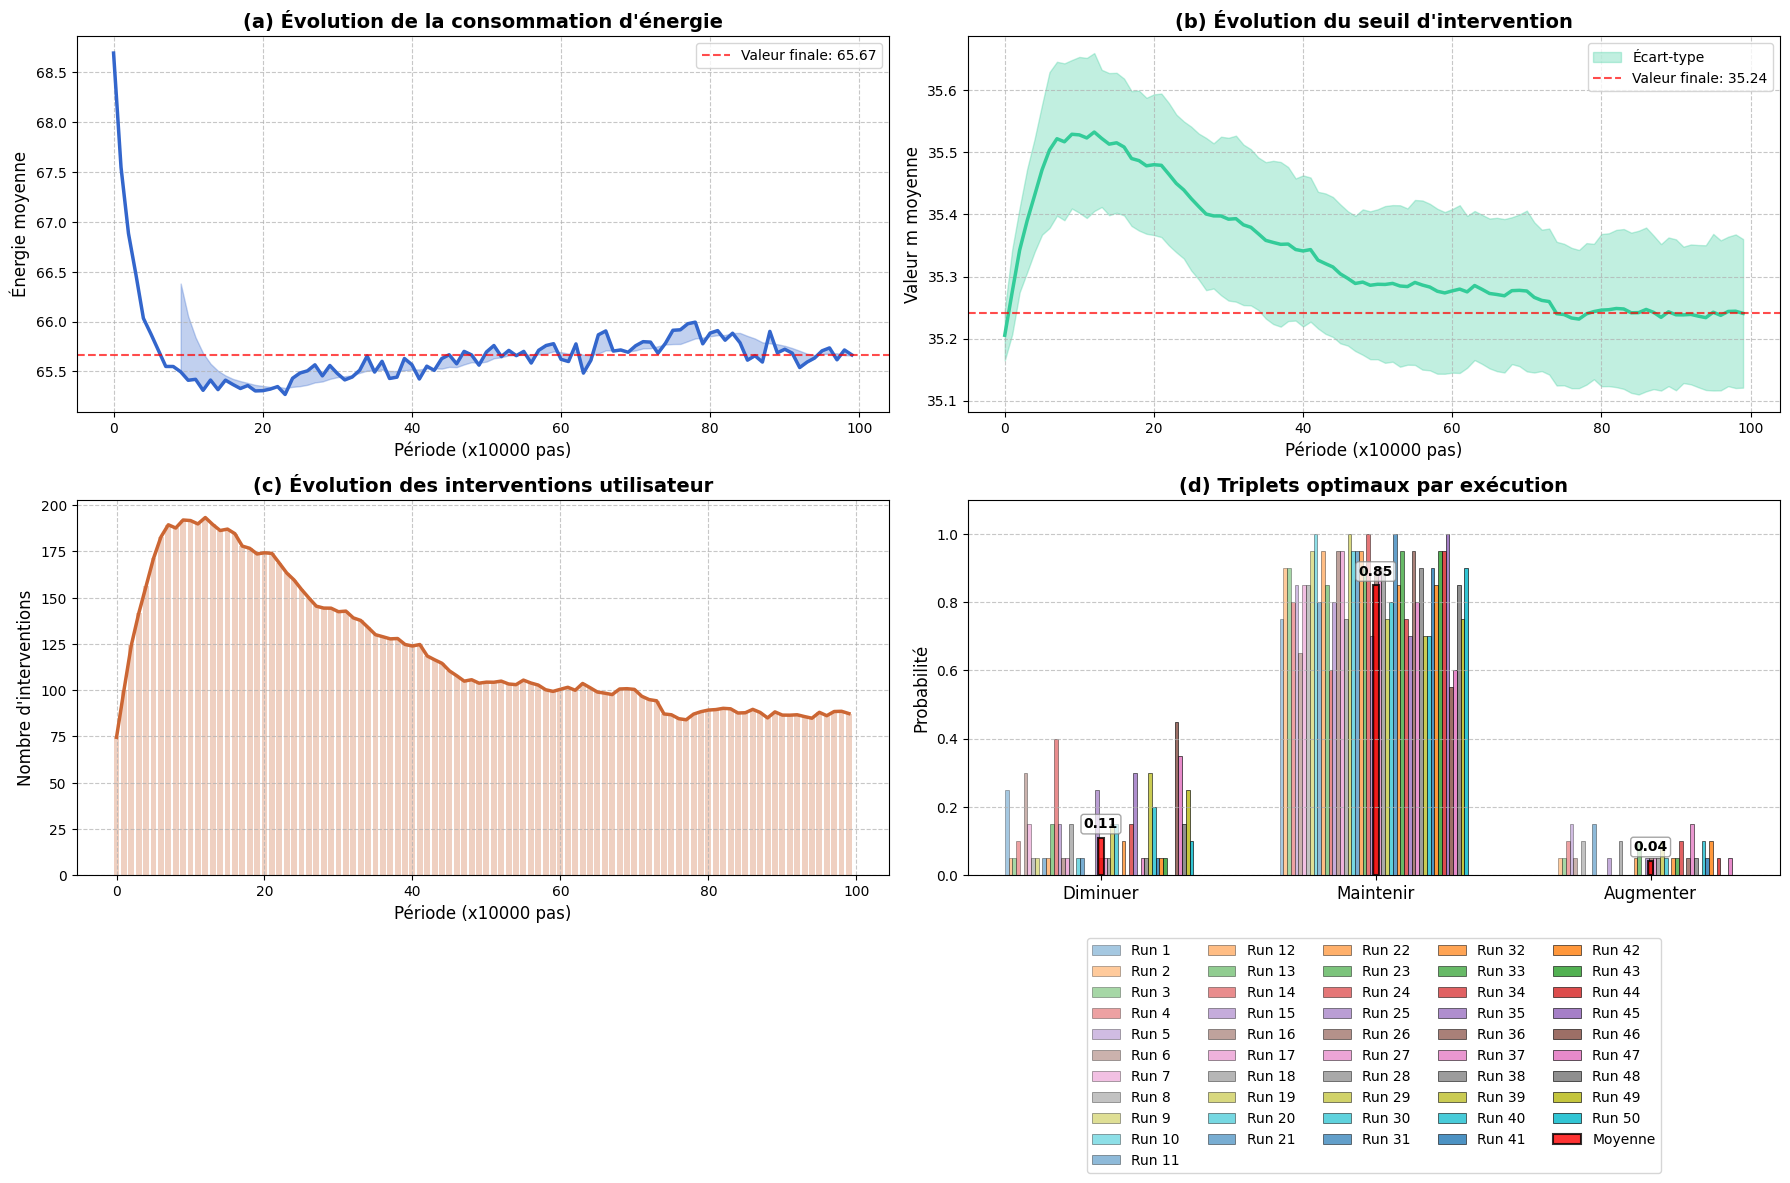 (a) Évolution de la consommation d'énergie
Énergie moyenne
68.5
68.0
67.5
67.0
66.5
66.0
65.5
Valeur finale: 65.67
0 20 40 60 80 100
Période (x10000 pas)
(b) Évolution du seuil d'intervention
Valeur m moyenne
35.6
35.5
35.4
35.3
35.2
35.1
Écart-type
Valeur finale: 35.24
0 20 40 60 80 100
Période (x10000 pas)
(c) Évolution des interventions utilisateur
Nombre d'interventions
200
175
150
125
100
75
50
25
0
0 20 40 60 80 100
Période (x10000 pas)
(d) Triplets optimaux par exécution
Probabilité
1.0
0.8
0.6
0.4
0.2
0.0
0.11
0.85
0.04
Diminuer Maintenir Augmenter
Run 1 Run 12 Run 22 Run 32 Run 42
Run 2 Run 13 Run 23 Run 33 Run 43
Run 3 Run 14 Run 24 Run 34 Run 44
Run 4 Run 15 Run 25 Run 35 Run 45
Run 5 Run 16 Run 26 Run 36 Run 46
Run 6 Run 17 Run 27 Run 37 Run 47
Run 7 Run 18 Run 28 Run 38 Run 48
Run 8 Run 19 Run 29 Run 39 Run 49
Run 9 Run 20 Run 30 Run 40 Run 50
Run 10 Run 21 Run 31 Run 41 Moyenne
Run 11